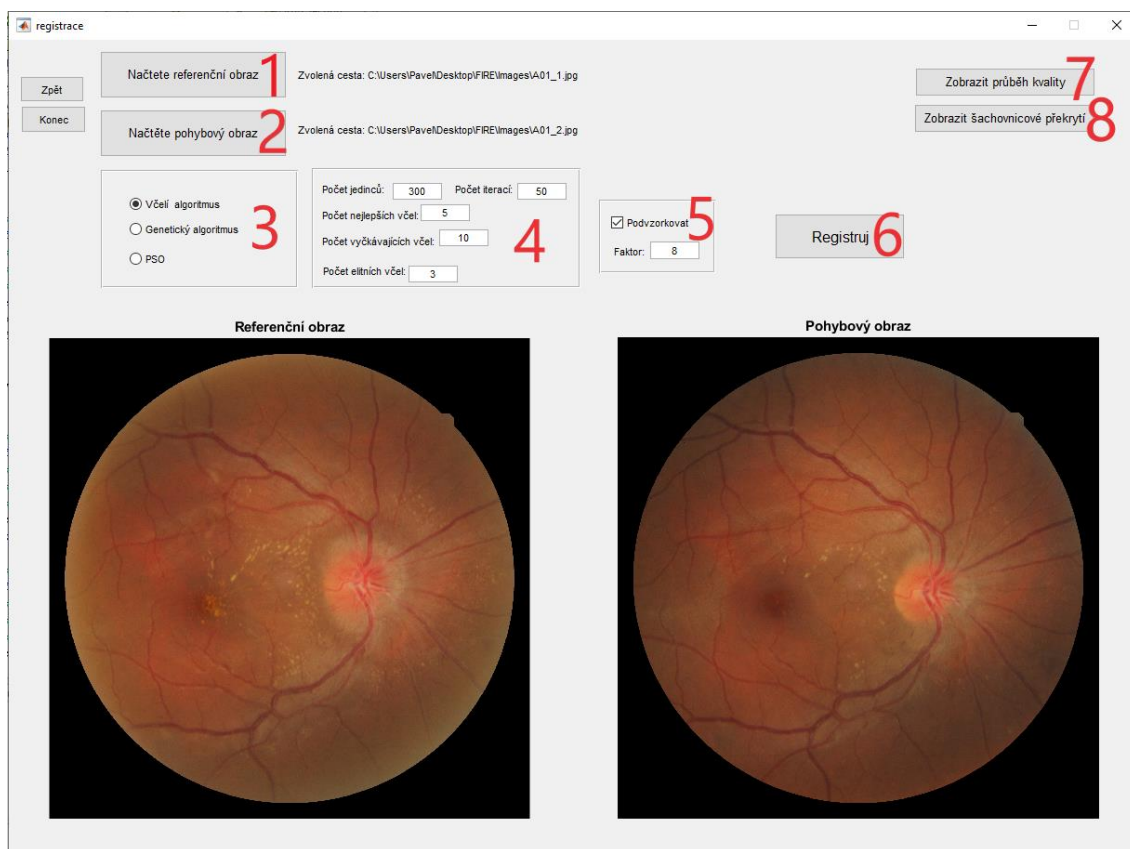 registrace
Načtete referenční obraz 1
Zvolená cesta: C:\Users\Pavel\Desktop\FIRE\Images\A01_1.jpg
Zobrazit průběh kvality 7
Zpět
Konec
Načtěte pohybový obraz 2
Zvolená cesta: C:\Users\Pavel\Desktop\FIRE\Images\A01_2.jpg
Zobrazit šachovnicové překrytí 8
Včelí algoritmus
Genetický algoritmus
PSO
3
Počet jedinců: 300 Počet iterací: 50
Počet nejlepších včel: 5
Počet vyčkávajících včel: 10
Počet elitních včel: 3
4
Podvzorkovat 5
Faktor: 8
Registruj 6
Referenční obraz
Pohybový obraz